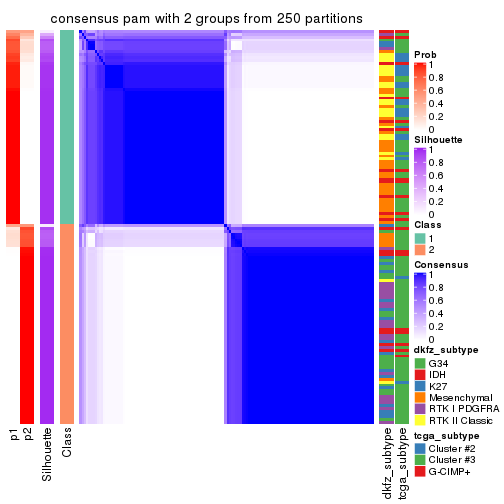 consensus pam with 2 groups from 250 partitions
Prob
1
0.8
0.6
0.4
0.2
0
Silhouette
1
0.8
0.6
0.4
0.2
0
Class
1
2
Consensus
1
0.8
0.6
0.4
0.2
0
dkfz_subtype
G34
IDH
K27
Mesenchymal
RTK I PDGFRA
RTK II Classic
tcga_subtype
Cluster #2
Cluster #3
G-CIMP+
p1
p2
Silhouette
Class
dkfz_subtype
tcga_subtype